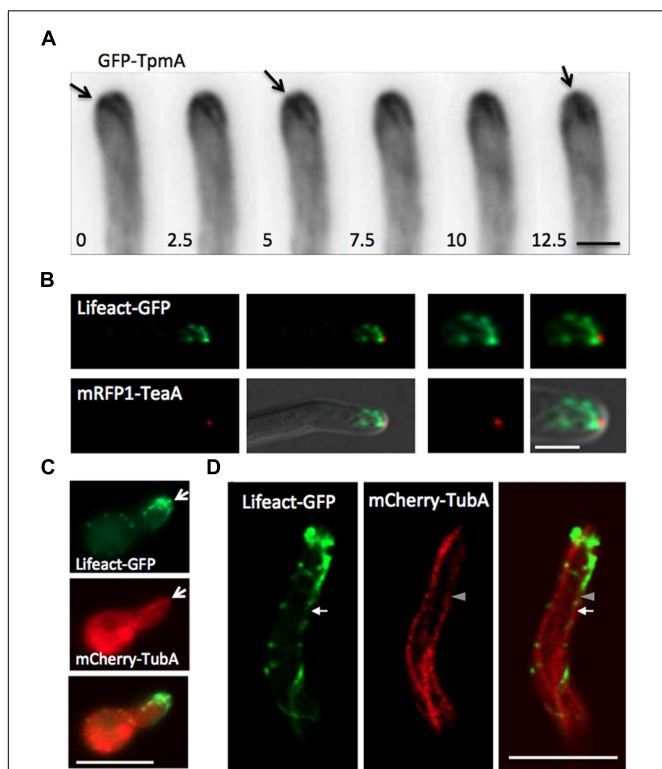 A
GFP-TpmA
0 2.5 5 7.5 10 12.5
B
Lifeact-GFP
mRFP1-TeaA
C D
Lifeact-GFP mCherry-TubA
Lifeact-GFP
mCherry-TubA